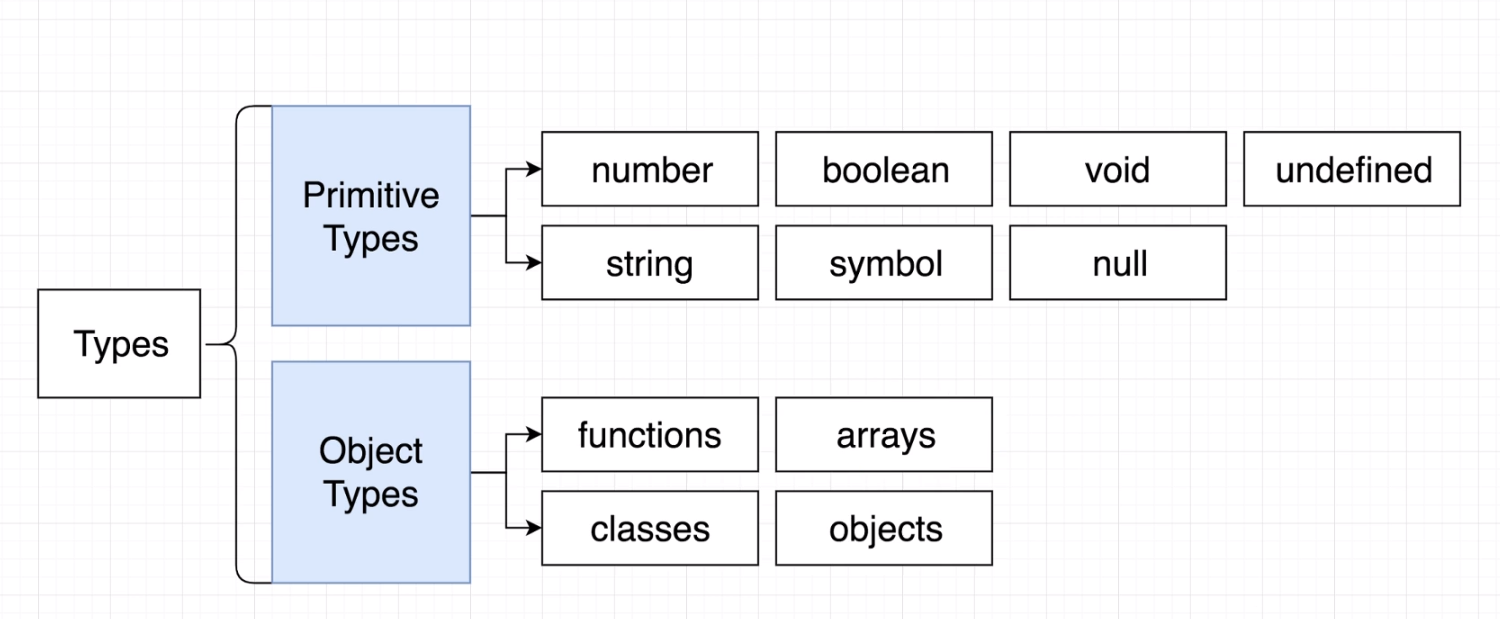 Types
Primitive
Types
number
boolean
void
undefined
string
symbol
null
Object
Types
functions
arrays
classes
objects